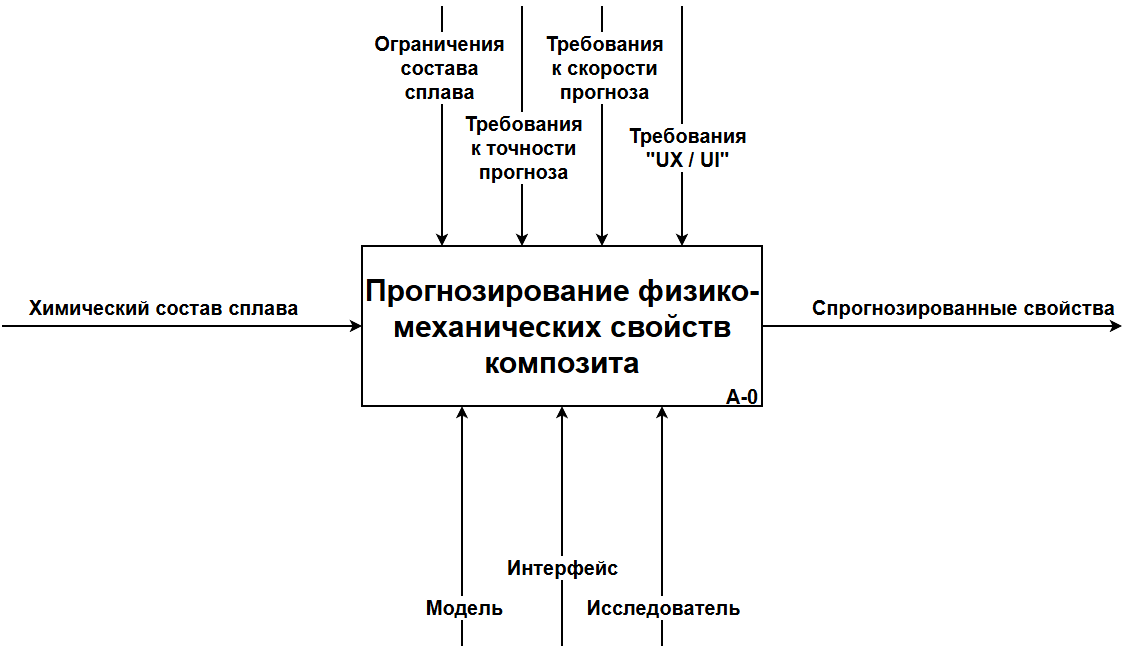 Ограничения
состава
сплава
Требования
к точности
прогноза
Требования
к скорости
прогноза
Требования
"UX / UI"
Химический состав сплава
Прогнозирование физико-
механических свойств
композита
А-0
Спрогнозированные свойства
Модель
Интерфейс
Исследователь